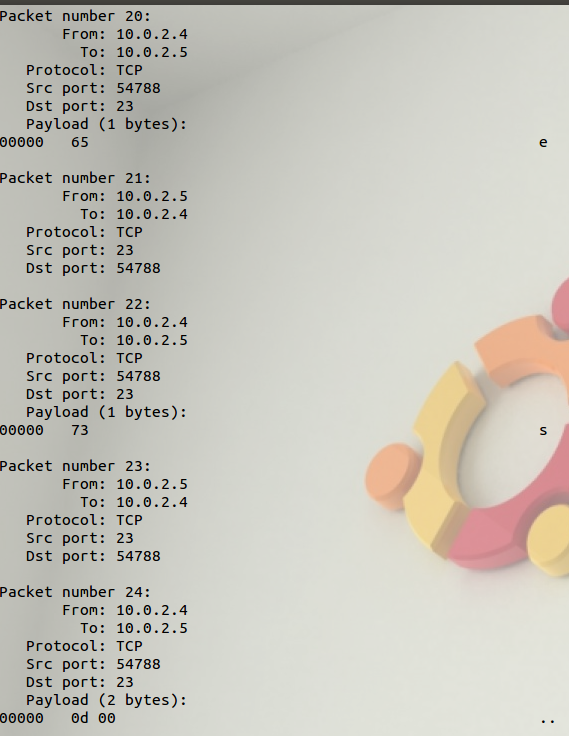 Packet number 20:
From: 10.0.2.4
To: 10.0.2.5
Protocol: TCP
Src port: 54788
Dst port: 23
Payload (1 bytes):
00000 65 e
Packet number 21:
From: 10.0.2.5
To: 10.0.2.4
Protocol: TCP
Src port: 23
Dst port: 54788
Packet number 22:
From: 10.0.2.4
To: 10.0.2.5
Protocol: TCP
Src port: 54788
Dst port: 23
Payload (1 bytes):
00000 73 s
Packet number 23:
From: 10.0.2.5
To: 10.0.2.4
Protocol: TCP
Src port: 23
Dst port: 54788
Packet number 24:
From: 10.0.2.4
To: 10.0.2.5
Protocol: TCP
Src port: 54788
Dst port: 23
Payload (2 bytes):
00000 0d 00 ..